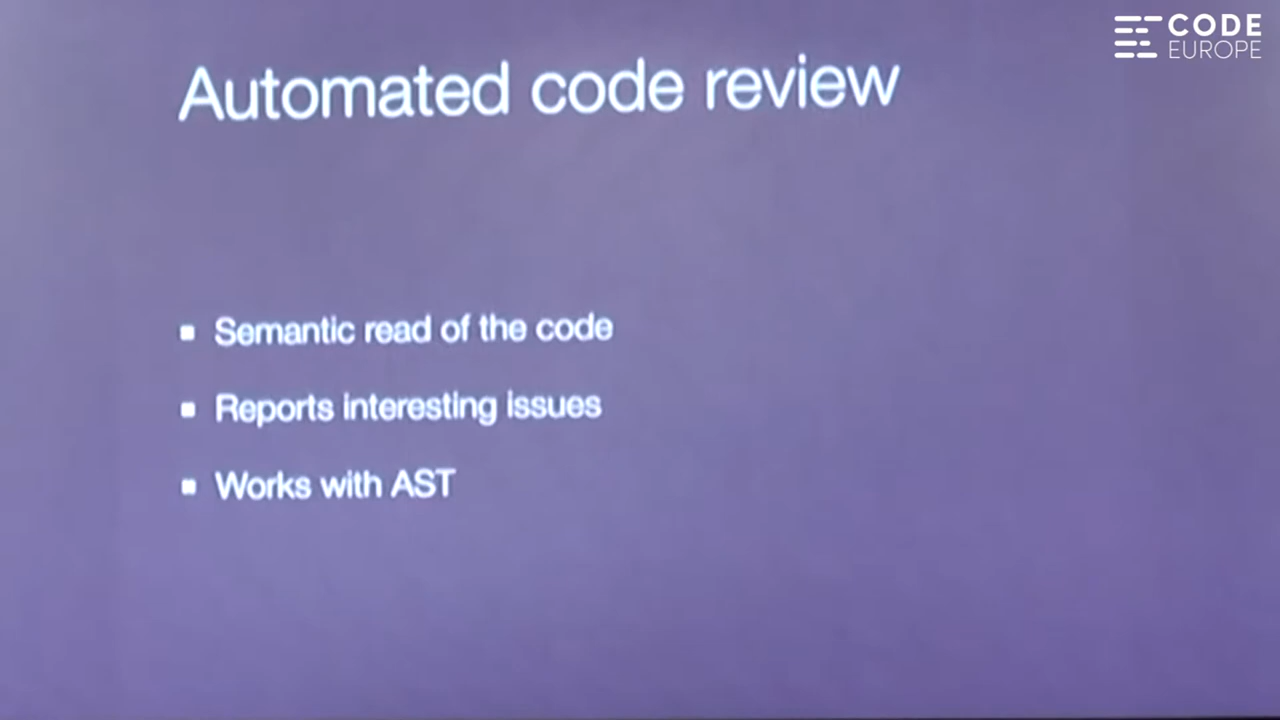 CODE
EUROPE
Automated code review
Semantic read of the code
Reports interesting issues
Works with AST